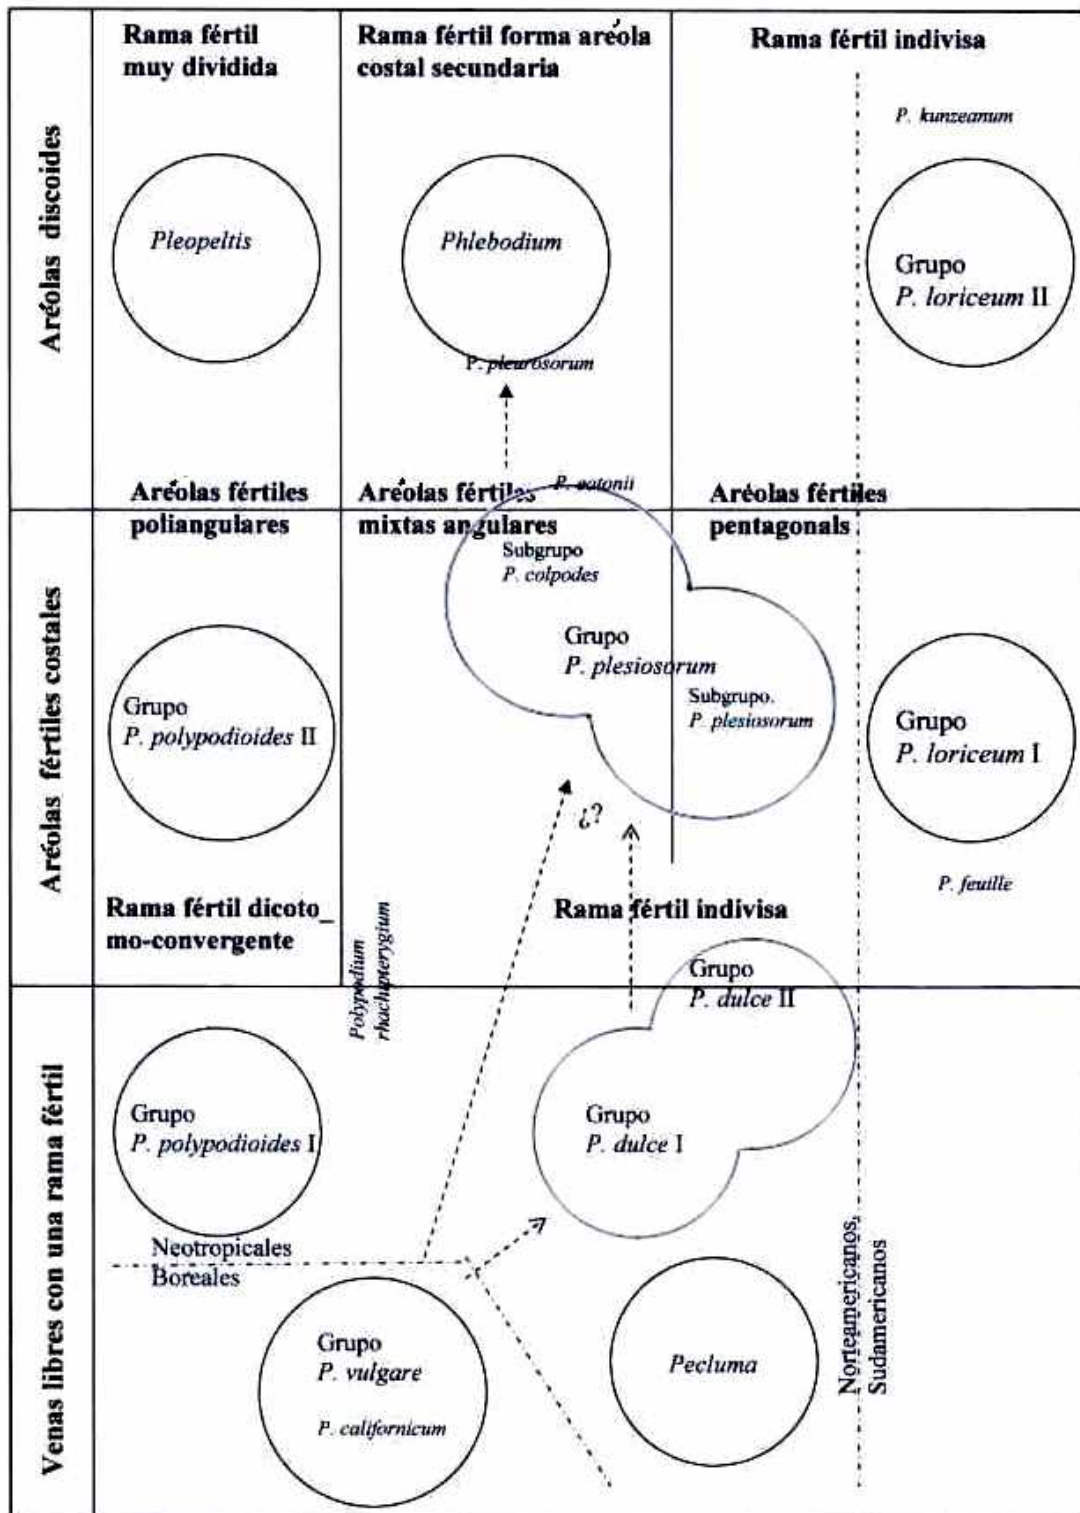 Rama fértil
muy dividida
Rama fértil forma aréola
costal secundaria
Rama fértil indivisa
Aréolas discoides
P. kunzeanum
Pleopeltis
Phlebodium
Grupo
P. loriceum II
P. pleurosorum
Aréolas fértiles
poliangulares
Aréolas fértiles
mixtas angulares
P. eatonii
Aréolas fértiles
pentagonals
Aréolas fértiles costales
Subgrupo
P. colpodes
Grupo
P. plesiosorum
Subgrupo.
P. plesiosorum
Grupo
P. polypodioides II
Grupo
P. loriceum I
¿?
P. feuille
Rama fértil dicoto_
mo-convergente
Polypodium
rhachipterygium
Rama fértil indivisa
Grupo
P. dulce II
Venas libres con una rama fértil
Grupo
P. polypodioides I
Grupo
P. dulce I
Neotropicales
Boreales
Norteamericanos,
Sudamericanos
Grupo
P. vulgare
P. californicum
Pecluma